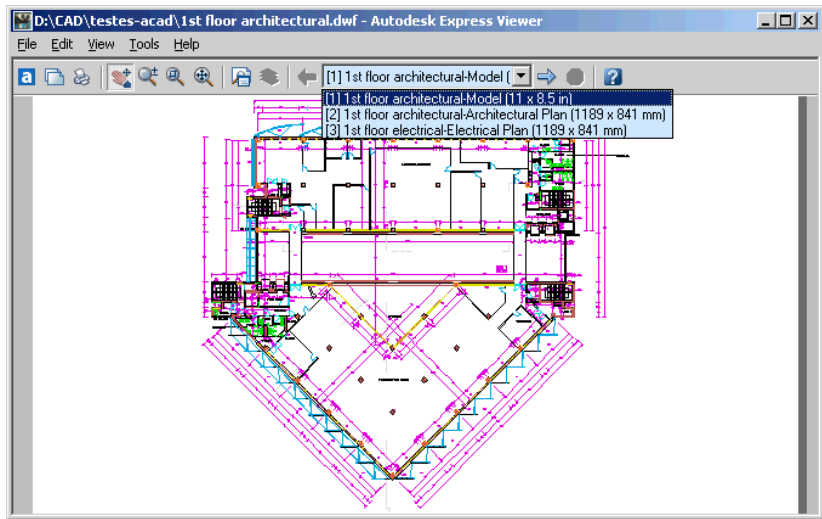 D:\CAD\testes-acad\1st floor architectural.dwf - Autodesk Express Viewer
File Edit View Tools Help
[1] 1st floor architectural-Model (
[1] 1st floor architectural-Model (11 x 8.5 in)
[2] 1st floor architectural-Architectural Plan (1189 x 841 mm)
[3] 1st floor electrical-Electrical Plan (1189 x 841 mm)